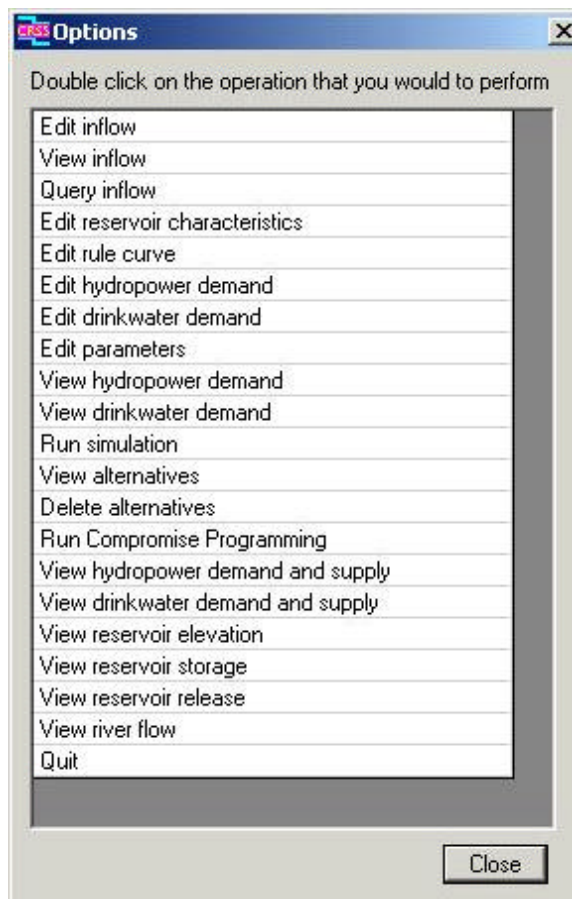 CRSS Options
Double click on the operation that you would to perform
Edit inflow
View inflow
Query inflow
Edit reservoir characteristics
Edit rule curve
Edit hydropower demand
Edit drinkwater demand
Edit parameters
View hydropower demand
View drinkwater demand
Run simulation
View alternatives
Delete alternatives
Run Compromise Programming
View hydropower demand and supply
View drinkwater demand and supply
View reservoir elevation
View reservoir storage
View reservoir release
View river flow
Quit
Close